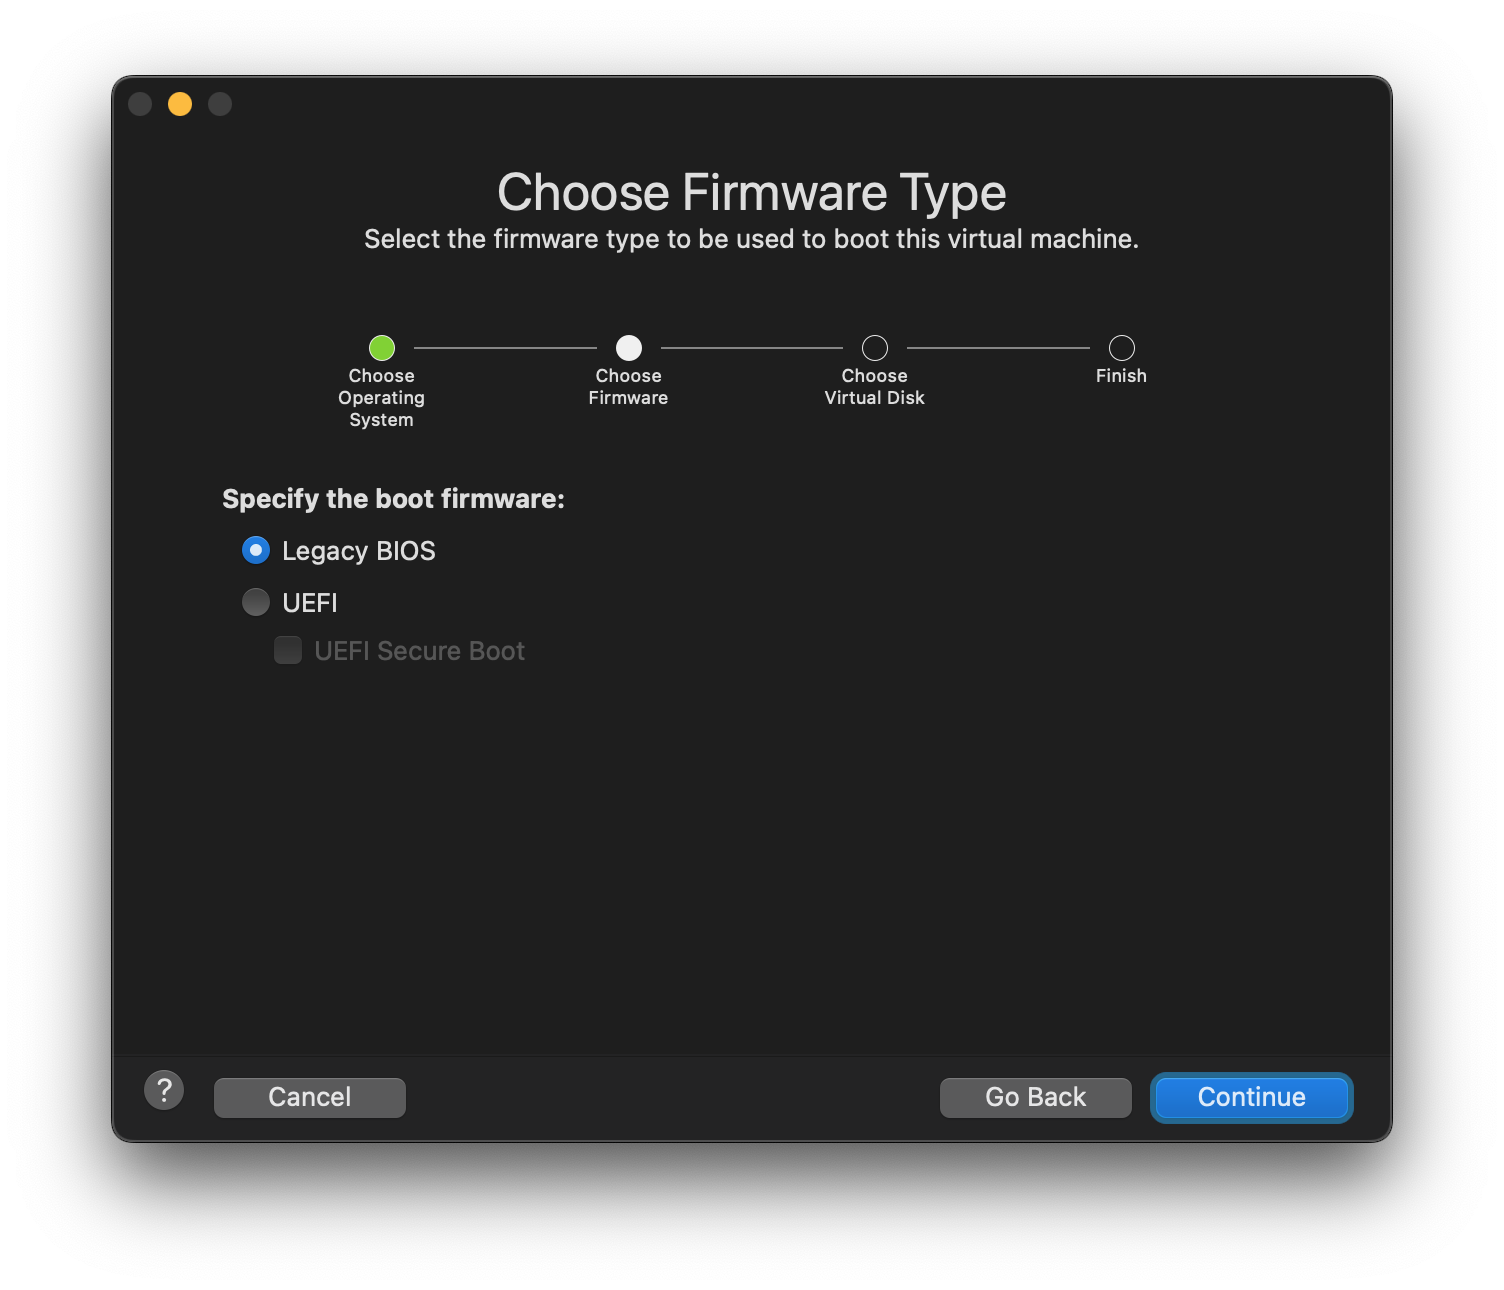 Choose Firmware Type
Select the firmware type to be used to boot this virtual machine.
Choose
Operating
System
Choose
Firmware
Choose
Virtual Disk
Finish
Specify the boot firmware:
Legacy BIOS
UEFI
UEFI Secure Boot
?
Cancel
Go Back
Continue